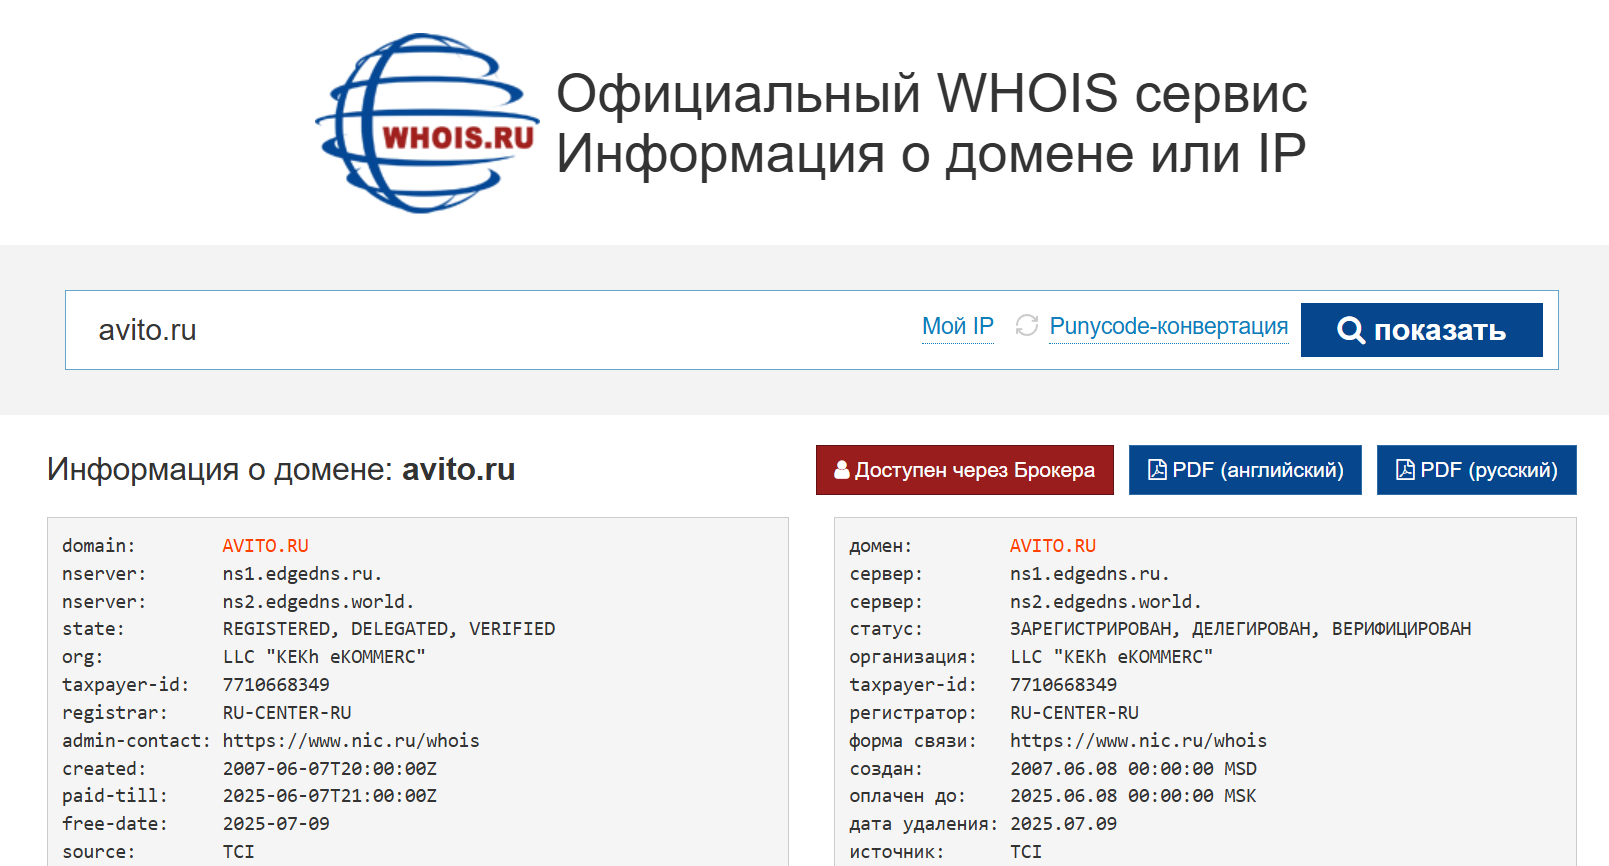 WHOIS.RU
Официальный WHOIS сервис
Информация о домене или IP
avito.ru
Мой IP
Punycode-конвертация
показать
Информация о домене: avito.ru
Доступен через Брокера
PDF (английский)
PDF (русский)
domain: AVITO.RU
nserver: ns1.edgedns.ru.
nserver: ns2.edgedns.world.
state: REGISTERED, DELEGATED, VERIFIED
org: LLC "KEKh eKOMMERC"
taxpayer-id: 7710668349
registrar: RU-CENTER-RU
admin-contact: https://www.nic.ru/whois
created: 2007-06-07T20:00:00Z
paid-till: 2025-06-07T21:00:00Z
free-date: 2025-07-09
source: TCI
домен: AVITO.RU
сервер: ns1.edgedns.ru.
сервер: ns2.edgedns.world.
статус: ЗАРЕГИСТРИРОВАН, ДЕЛЕГИРОВАН, ВЕРИФИЦИРОВАН
организация: LLC "KEKh eKOMMERC"
taxpayer-id: 7710668349
регистратор: RU-CENTER-RU
форма связи: https://www.nic.ru/whois
создан: 2007.06.08 00:00:00 MSD
оплачен до: 2025.06.08 00:00:00 MSK
дата удаления: 2025.07.09
источник: TCI